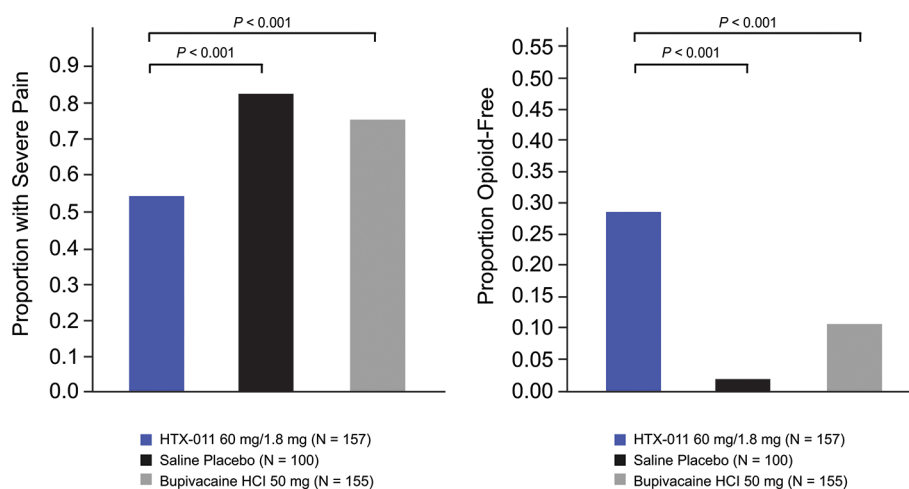 P < 0.001
P < 0.001
Proportion with Severe Pain
0.9
0.8
0.7
0.6
0.5
0.4
0.3
0.2
0.1
0.0
HTX-011 60 mg/1.8 mg (N = 157)
Saline Placebo (N = 100)
Bupivacaine HCl 50 mg (N = 155)
P < 0.001
P < 0.001
Proportion Opioid-Free
0.55
0.50
0.45
0.40
0.35
0.30
0.25
0.20
0.15
0.10
0.05
0.00
HTX-011 60 mg/1.8 mg (N = 157)
Saline Placebo (N = 100)
Bupivacaine HCl 50 mg (N = 155)